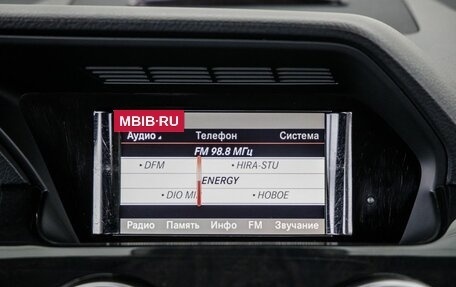 MBIB·RU
Аудио Телефон Система
FM 98.8 МГц
• DFM • HIRA-STU
ENERGY
• DIO MI • НОВОЕ
Радио Память Инфо FM Звучание